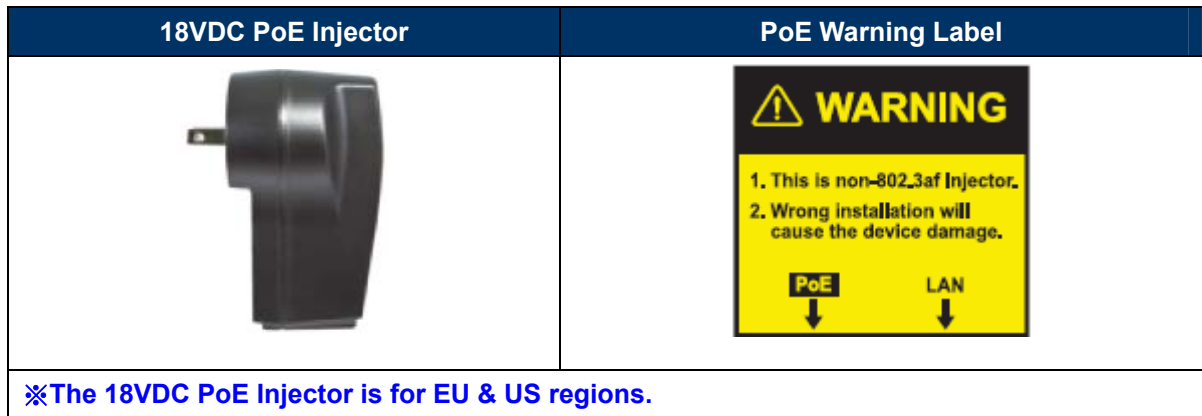 18VDC PoE Injector
PoE Warning Label
WARNING
1. This is non-802.3af Injector.
2. Wrong installation will
cause the device damage.
PoE
LAN
※The 18VDC PoE Injector is for EU & US regions.